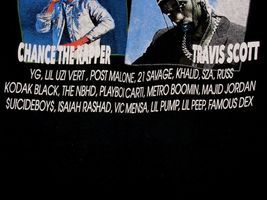 CHANCE THE RAPPER TRAVIS SCOTT
YG, LIL UZI VERT, POST MALONE, 21 SAVAGE, KHALID, SZA, RUSS
KODAK BLACK, THE NBHD, PLAYBOI CARTI, METRO BOOMIN, MAJID JORDAN
$UICIDEBOY$, ISAIAH RASHAD, VIC MENSA, LIL PUMP, LIL PEEP, FAMOUS DEX